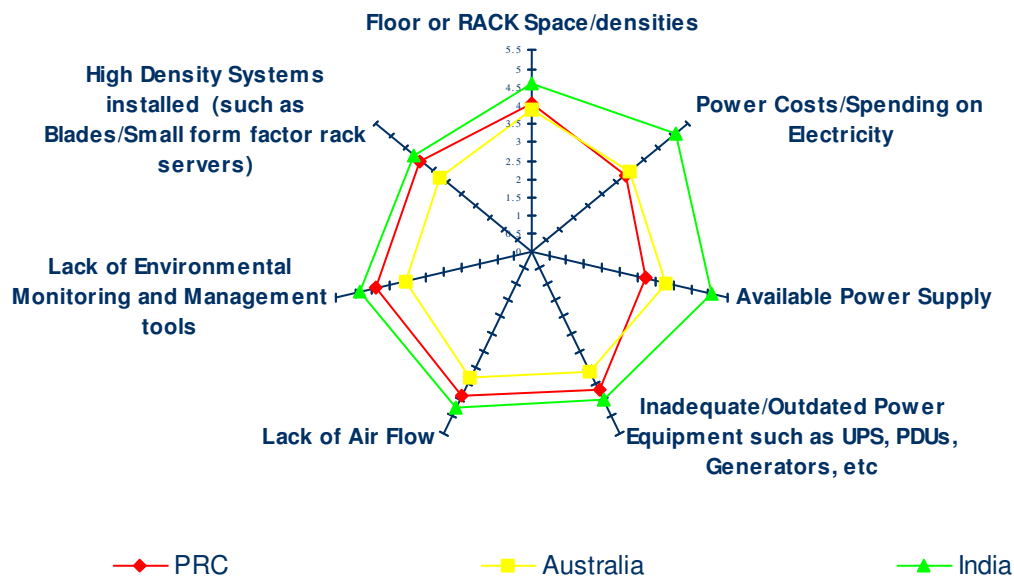 Floor or RACK Space/densities
5.5
5
4.5
4
3.5
3
2.5
2
1.5
1
0.5
0
High Density Systems
installed (such as
Blades/Small form factor rack
servers)
Power Costs/Spending on
Electricity
Lack of Environmental
Monitoring and Management
tools
Available Power Supply
Lack of Air Flow
Inadequate/Outdated Power
Equipment such as UPS, PDUs,
Generators, etc
PRC
Australia
India